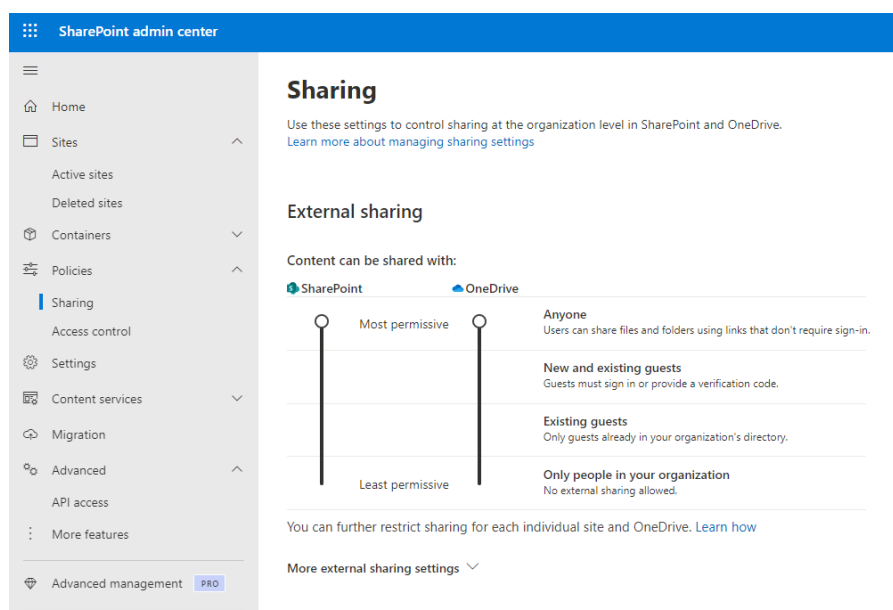 SharePoint admin center
Home
Sites
Active sites
Deleted sites
Containers
Policies
Sharing
Access control
Settings
Content services
Migration
Advanced
API access
More features
Advanced management PRO
Sharing
Use these settings to control sharing at the organization level in SharePoint and OneDrive.
Learn more about managing sharing settings
External sharing
Content can be shared with:
SharePoint OneDrive
Most permissive
Anyone
Users can share files and folders using links that don't require sign-in.
New and existing guests
Guests must sign in or provide a verification code.
Existing guests
Only guests already in your organization's directory.
Least permissive
Only people in your organization
No external sharing allowed.
You can further restrict sharing for each individual site and OneDrive. Learn how
More external sharing settings